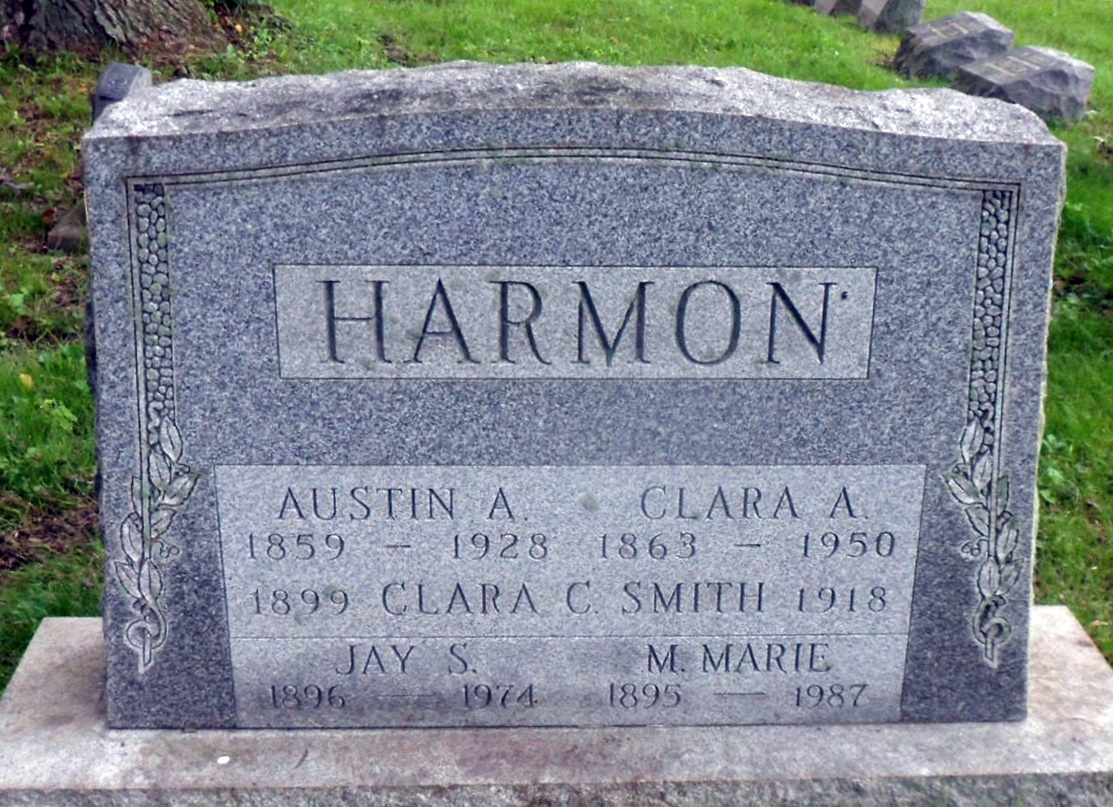 HARMON
AUSTIN A. CLARA A.
1859 – 1928 1863 – 1950
1899 CLARA C. SMITH 1918
JAY S. M. MARIE
1896 — 1974 1895 — 1987